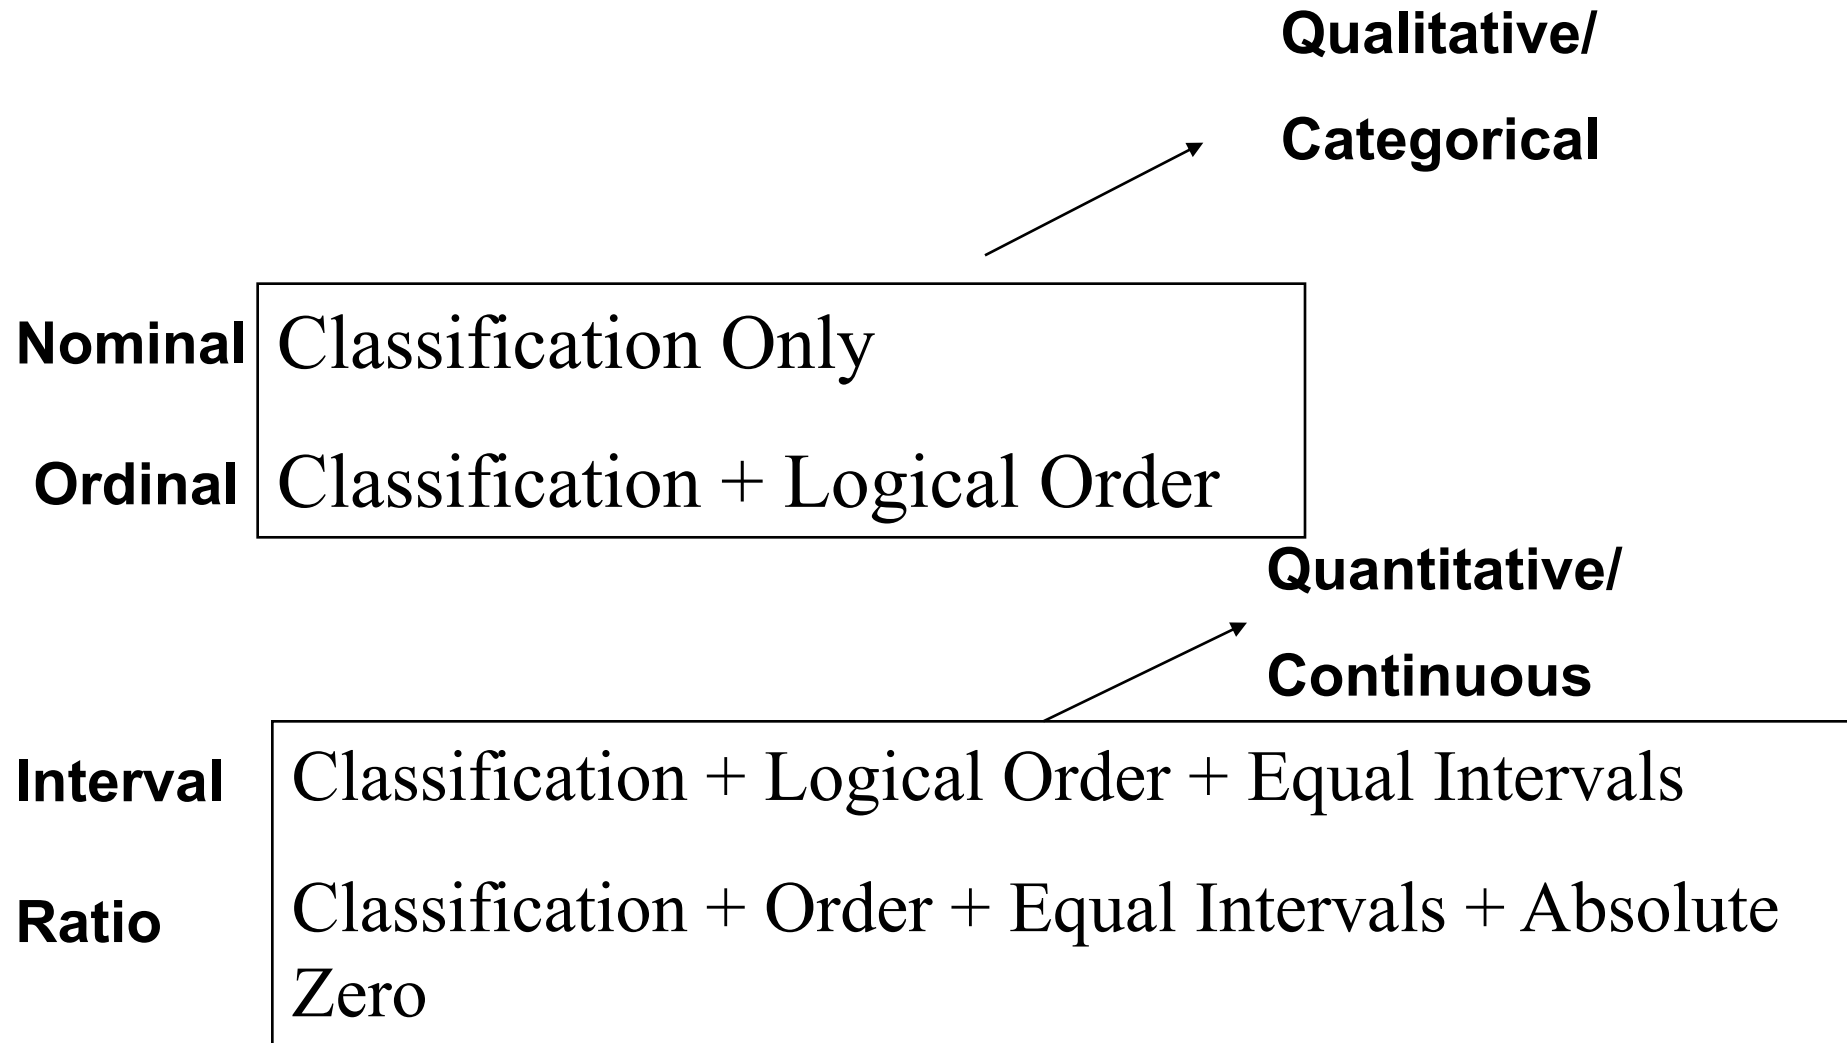 Qualitative/
Categorical
Nominal Classification Only
Ordinal Classification + Logical Order
Quantitative/
Continuous
Interval Classification + Logical Order + Equal Intervals
Ratio Classification + Order + Equal Intervals + Absolute
Zero